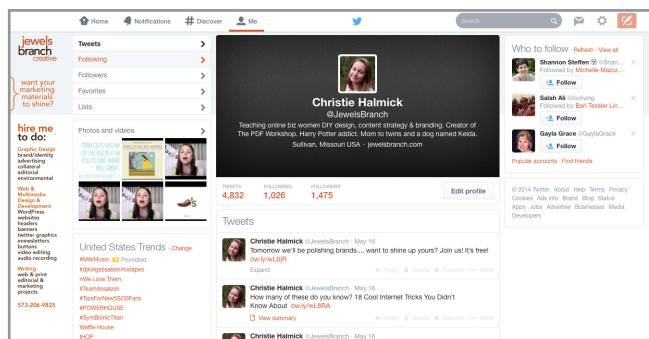 Home Notifications Discover Me Search
jewels
branch
creative
want your
marketing
materials
to shine?
hire me
to do:
Graphic Design
brand/identity
advertising
collateral
editorial
environmental
Web &
Multimedia
Design &
Development
WordPress
websites
headers
banners
twitter graphics
enewsletters
buttons
video editing
audio recording
Writing
web & print
editorial &
marketing
projects
573-206-9825
Tweets
Following
Followers
Favorites
Lists
Photos and videos
United States Trends · Change
#MilkMusic Promoted
#djkingassassinmixtapes
nWe Love Them
#TeamAssassin
#TipsForNew5SOSFans
#POWERHOUSE
#SymBionicTitan
Waffle House
IHOP
Christie Halmick
@JewelsBranch
Teaching online biz women DIY design, content strategy & branding. Creator of
The PDF Workshop. Harry Potter addict. Mom to twins and a dog named Kelda.
Sullivan, Missouri USA · jewelsbranch.com
TWEETS FOLLOWING FOLLOWERS
4,832 1,026 1,475 Edit profile
Tweets
Christie Halmick @JewelsBranch · May 16
Tomorrow we'll be polishing brands.... want to shine up yours? Join us! It's free!
ow.ly/wLbjR
Expand Reply Delete Favorite More
Christie Halmick @JewelsBranch · May 16
How many of these do you know? 18 Cool Internet Tricks You Didn't
Know About ow.ly/wL8RA
View summary Reply Delete Favorite More
Christie Halmick @JewelsBranch · May 16
Who to follow · Refresh · View all
Shannon Steffen @Shan...
Followed by Michelle Mazur,...
Follow
Salah Ali @lovliving
Followed by Bari Tessler Lin...
Follow
Gayla Grace @GaylaGrace
Follow
Popular accounts · Find friends
© 2014 Twitter About Help Terms Privacy
Cookies Ads info Brand Blog Status
Apps Jobs Advertise Businesses Media
Developers